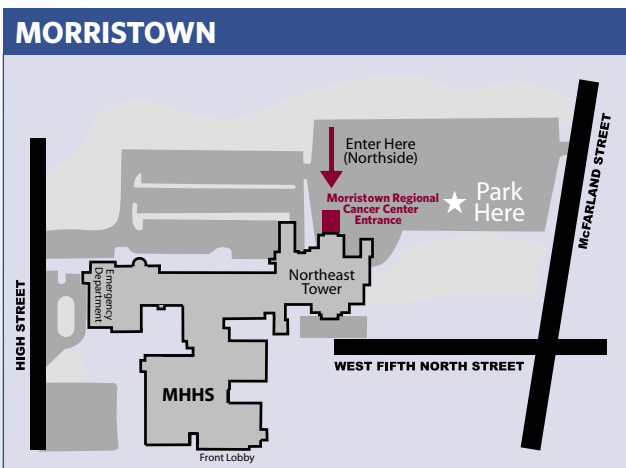 MORRISTOWN
Enter Here
(Northside)
Morristown Regional
Cancer Center
Entrance
Park
Here
McFARLAND STREET
Northeast
Tower
Emergency
Department
HIGH STREET
WEST FIFTH NORTH STREET
MHHS
Front Lobby